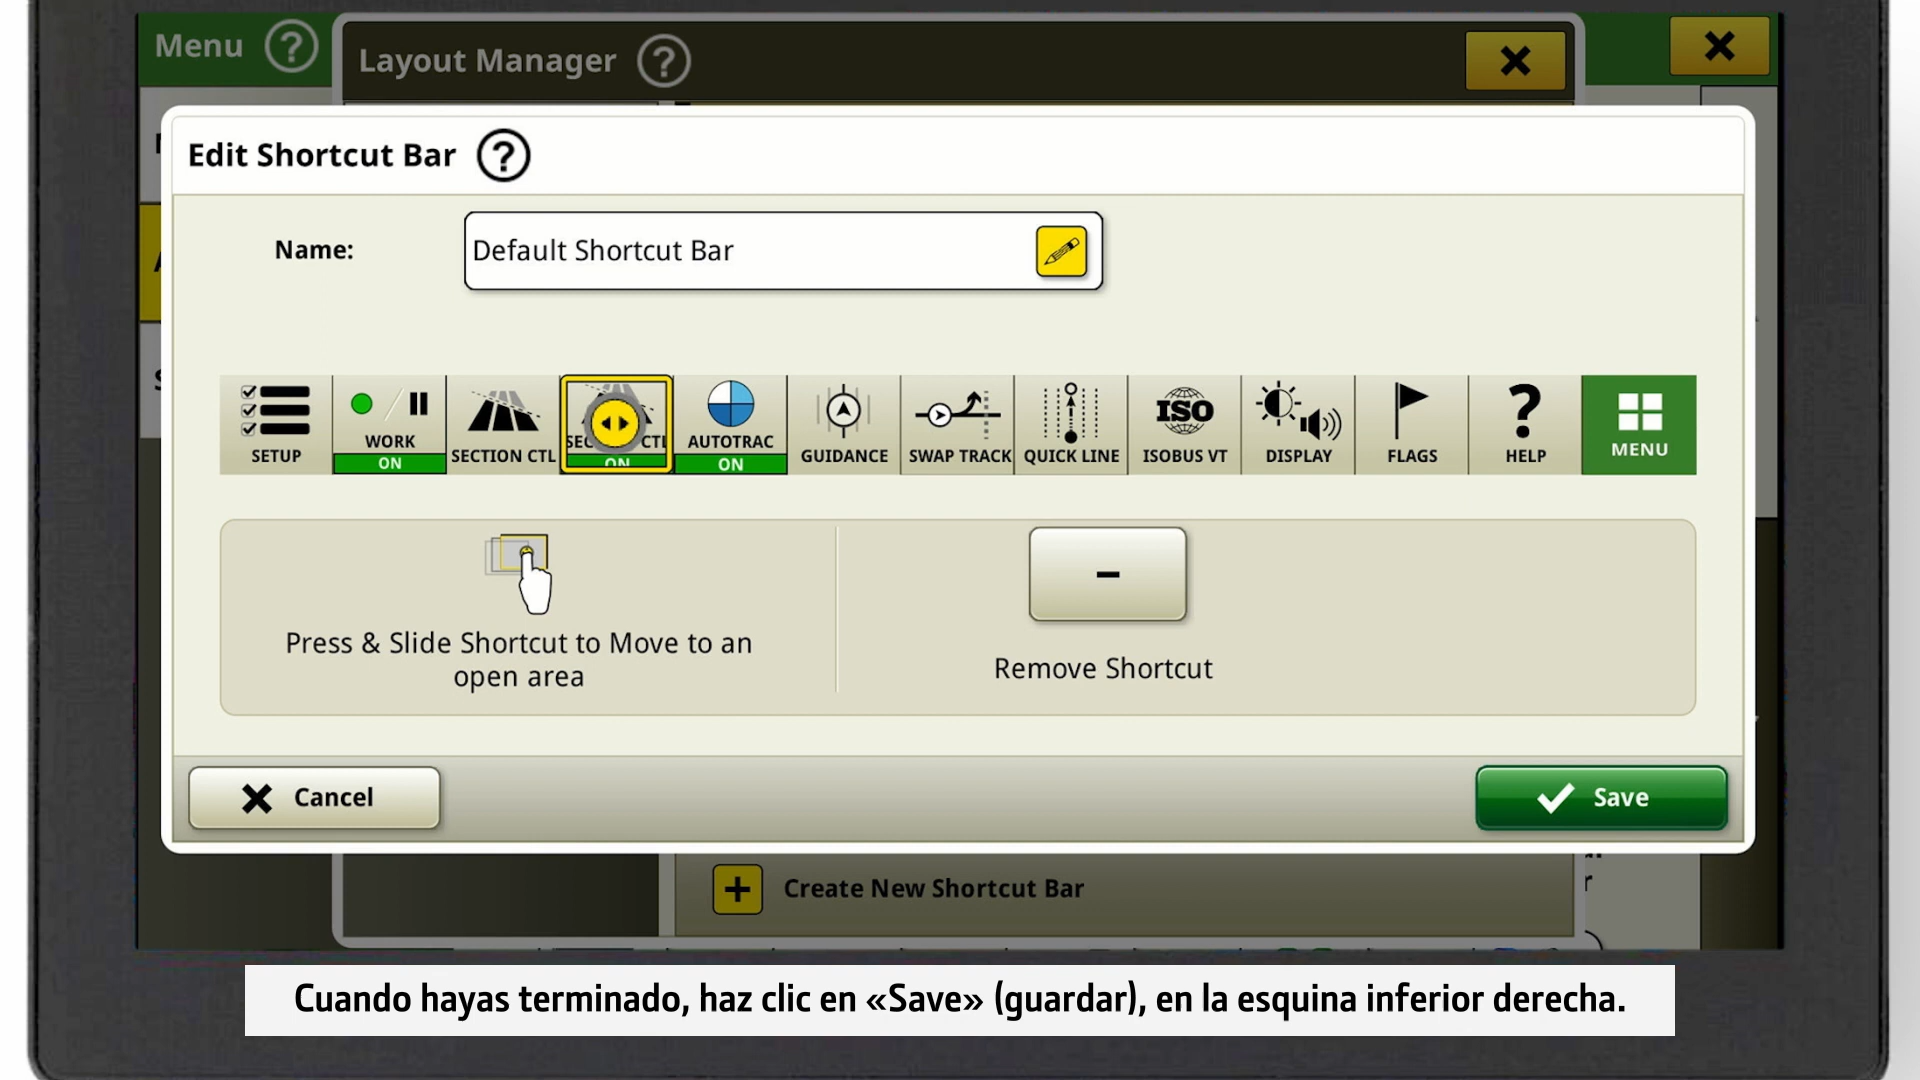 Menu ?
Layout Manager ?
Edit Shortcut Bar ?
Name:
Default Shortcut Bar
SETUP
WORK
ON
SECTION CTL
ON
AUTOTRAC
ON
GUIDANCE
SWAP TRACK
QUICK LINE
ISO
ISOBUS VT
DISPLAY
FLAGS
?
HELP
MENU
Press & Slide Shortcut to Move to an
open area
Remove Shortcut
Cancel
Save
Create New Shortcut Bar
Cuando hayas terminado, haz clic en «Save» (guardar), en la esquina inferior derecha.